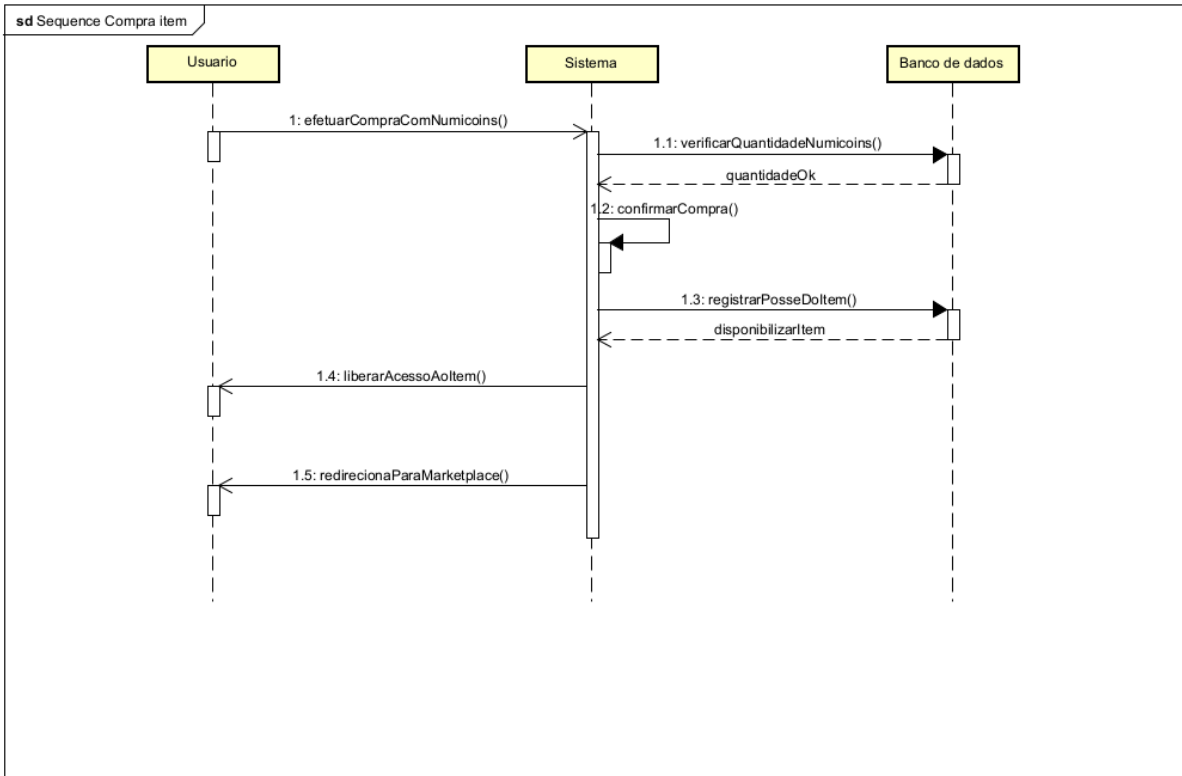 sd Sequence Compra item
Usuario
Sistema
Banco de dados
1: efetuarCompraComNumicoins()
1.1: verificarQuantidadeNumicoins()
quantidadeOk
1.2: confirmarCompra()
1.3: registrarPosseDoItem()
disponibilizarItem
1.4: liberarAcessoAoItem()
1.5: redirecionaParaMarketplace()